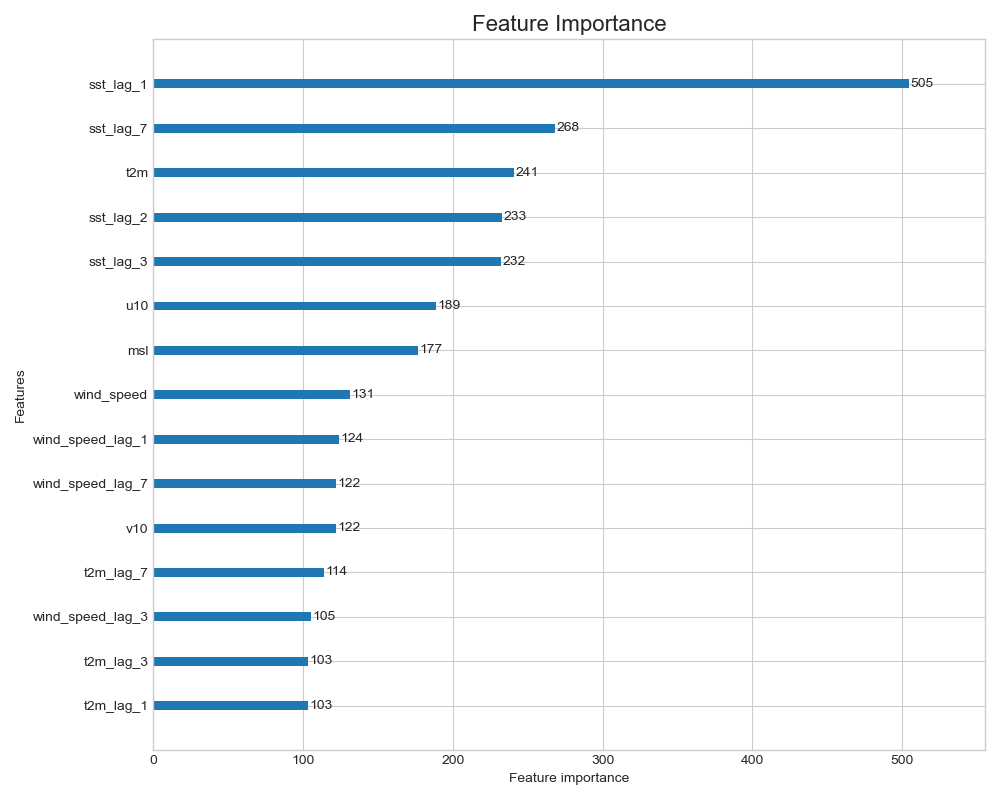 Feature Importance
sst_lag_1 505
sst_lag_7 268
t2m 241
sst_lag_2 233
sst_lag_3 232
u10 189
msl 177
wind_speed 131
Features
wind_speed_lag_1 124
wind_speed_lag_7 122
v10 122
t2m_lag_7 114
wind_speed_lag_3 105
t2m_lag_3 103
t2m_lag_1 103
0 100 200 300 400 500
Feature importance